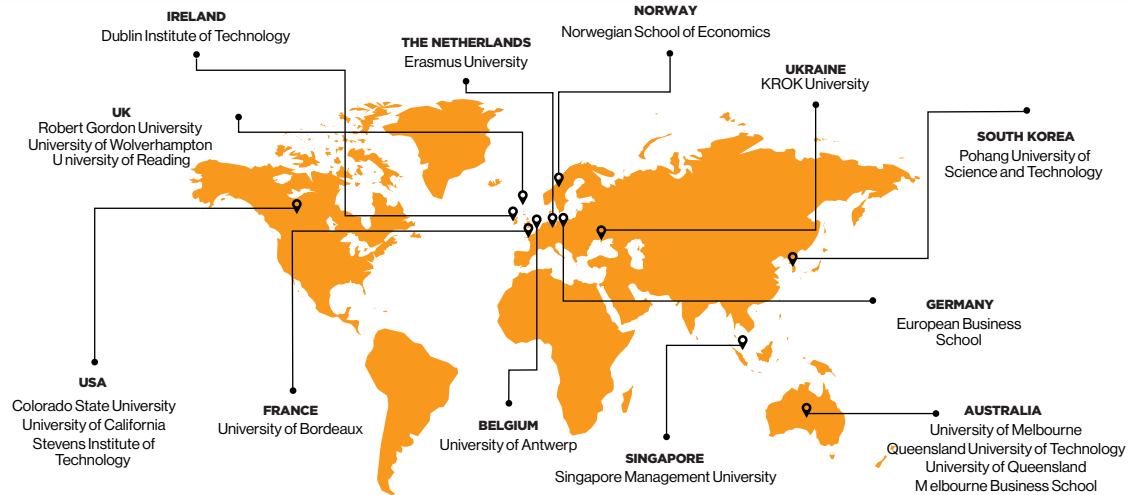 IRELAND
Dublin Institute of Technology
THE NETHERLANDS
Erasmus University
NORWAY
Norwegian School of Economics
UKRAINE
KROK University
UK
Robert Gordon University
University of Wolverhampton
University of Reading
SOUTH KOREA
Pohang University of
Science and Technology
GERMANY
European Business
School
USA
Colorado State University
University of California
Stevens Institute of
Technology
FRANCE
University of Bordeaux
BELGIUM
University of Antwerp
SINGAPORE
Singapore Management University
AUSTRALIA
University of Melbourne
Queensland University of Technology
University of Queensland
Melbourne Business School